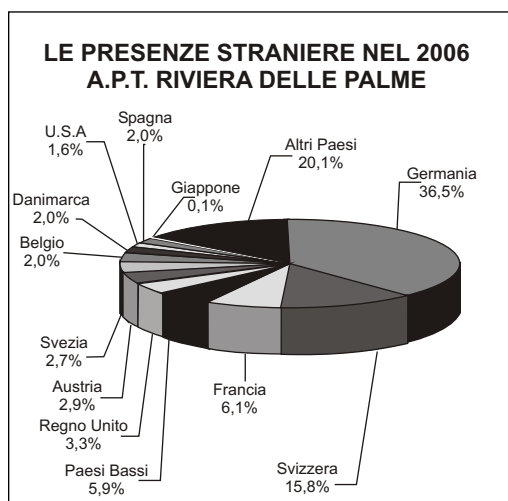 LE PRESENZE STRANIERE NEL 2006
A.P.T. RIVIERA DELLE PALME
Spagna
2,0%
U.S.A
1,6%
Altri Paesi
20,1%
Germania
36,5%
Giappone
0,1%
Danimarca
2,0%
Belgio
2,0%
Svezia
2,7%
Austria
2,9%
Regno Unito
3,3%
Paesi Bassi
5,9%
Francia
6,1%
Svizzera
15,8%